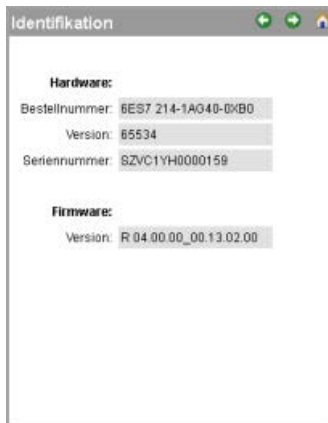 Identifikation
Hardware:
Bestellnummer: 6ES7 214-1AG40-0XB0
Version: 65534
Seriennummer: SZVC1YH0000159
Firmware:
Version: R 04.00.00_00.13.02.00